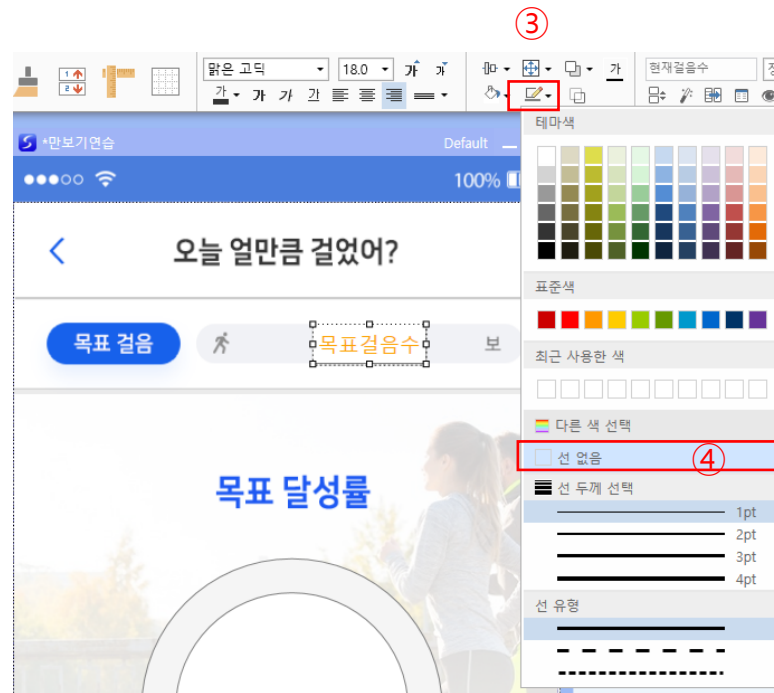 ③
맑은 고딕
18.0
가 가
가
현재걸음수
1
2
가 가 가 간
테마색
*만보기연습
Default
100%
오늘 얼만큼 걸었어?
표준색
목표 걸음
목표걸음수
보
최근 사용한 색
다른 색 선택
선 없음
④
선 두께 선택
목표 달성률
1pt
2pt
3pt
4pt
선 유형